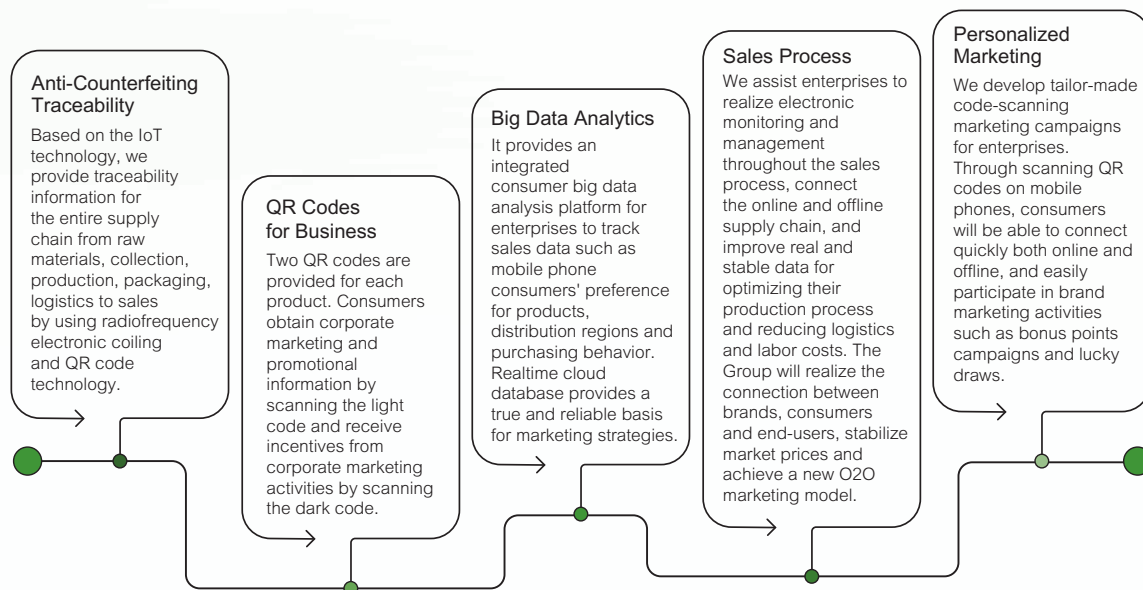 Anti-Counterfeiting
Traceability
Based on the IoT
technology, we
provide traceability
information for
the entire supply
chain from raw
materials, collection,
production, packaging,
logistics to sales
by using radiofrequency
electronic coiling
and QR code
technology.
QR Codes
for Business
Two QR codes are
provided for each
product. Consumers
obtain corporate
marketing and
promotional
information by
scanning the light
code and receive
incentives from
corporate marketing
activities by scanning
the dark code.
Big Data Analytics
It provides an
integrated
consumer big data
analysis platform for
enterprises to track
sales data such as
mobile phone
consumers' preference
for products,
distribution regions and
purchasing behavior.
Realtime cloud
database provides a
true and reliable basis
for marketing strategies.
Sales Process
We assist enterprises to
realize electronic
monitoring and
management
throughout the sales
process, connect
the online and offline
supply chain, and
improve real and
stable data for
optimizing their
production process
and reducing logistics
and labor costs. The
Group will realize the
connection between
brands, consumers
and end-users, stabilize
market prices and
achieve a new O2O
marketing model.
Personalized
Marketing
We develop tailor-made
code-scanning
marketing campaigns
for enterprises.
Through scanning QR
codes on mobile
phones, consumers
will be able to connect
quickly both online and
offline, and easily
participate in brand
marketing activities
such as bonus points
campaigns and lucky
draws.